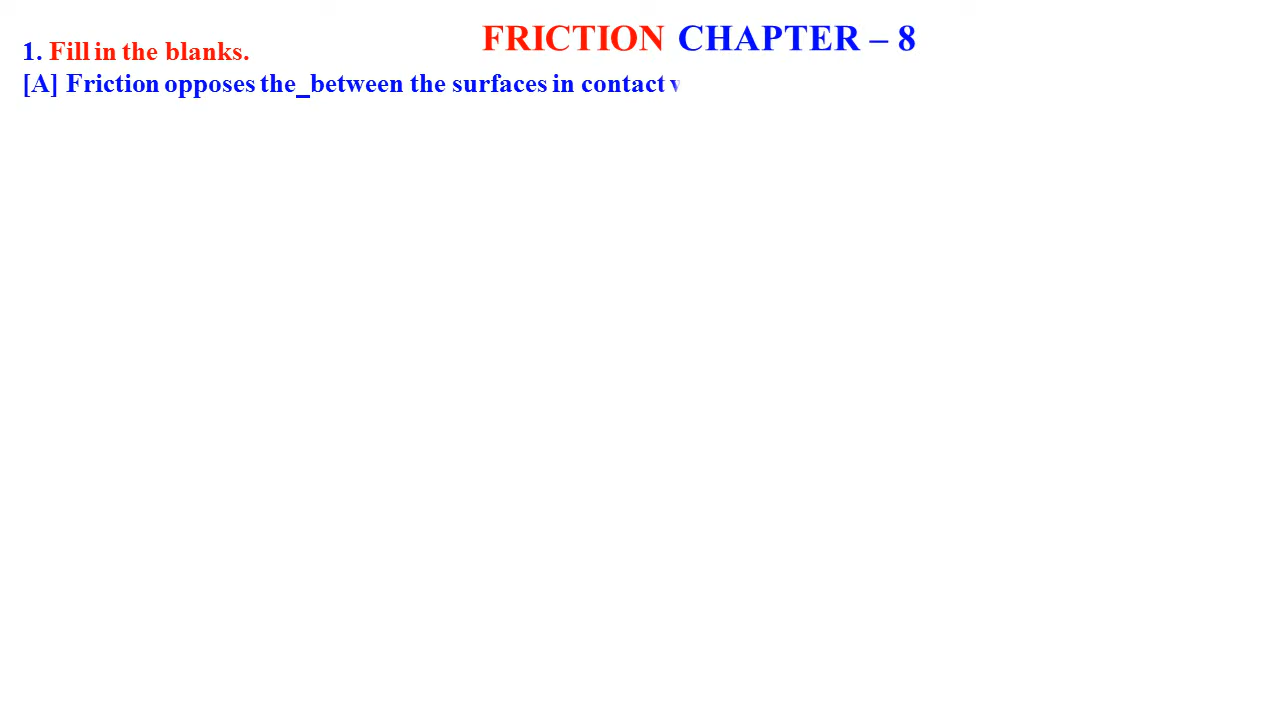 FRICTION CHAPTER – 8
1. Fill in the blanks.
[A] Friction opposes the_between the surfaces in contact